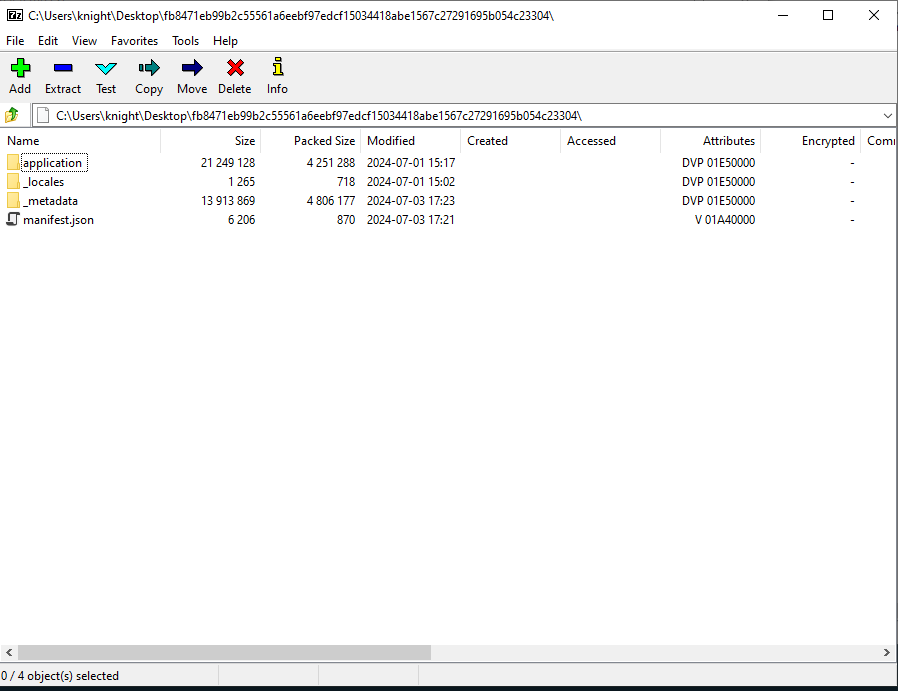 7z C:\Users\knight\Desktop\fb8471eb99b2c55561a6eebf97edcf15034418abe1567c27291695b054c23304\
File Edit View Favorites Tools Help
Add Extract Test Copy Move Delete Info
C:\Users\knight\Desktop\fb8471eb99b2c55561a6eebf97edcf15034418abe1567c27291695b054c23304\
Name Size Packed Size Modified Created Accessed Attributes Encrypted Comm
application 21 249 128 4 251 288 2024-07-01 15:17 DVP 01E50000 -
_locales 1 265 718 2024-07-01 15:02 DVP 01E50000 -
_metadata 13 913 869 4 806 177 2024-07-03 17:23 DVP 01E50000 -
manifest.json 6 206 870 2024-07-03 17:21 V 01A40000 -
0 / 4 object(s) selected